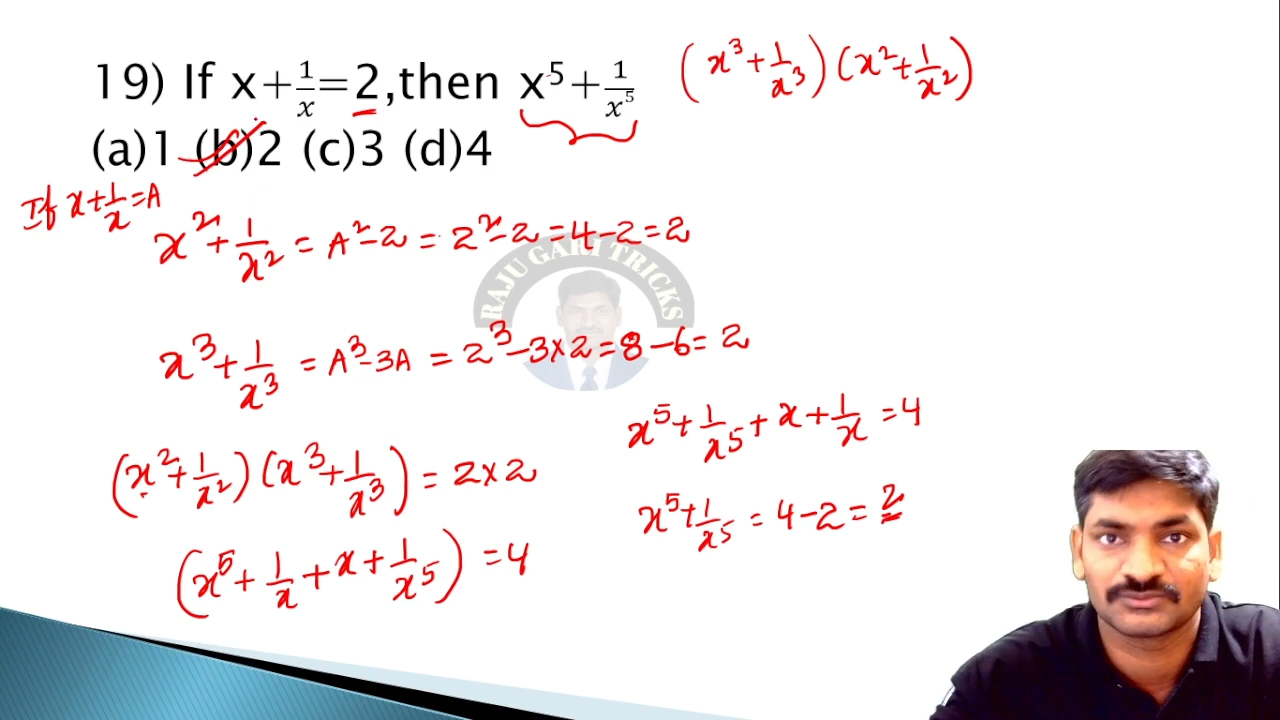 19) If x+1/x=2,then x⁵+1/x⁵ (x³+1/x³)(x²+1/x²)
(a)1 (b)2 (c)3 (d)4
If x+1/x=A
x²+1/x² = A²-2 = 2²-2 = 4-2 = 2
RAJU GARI TRICKS
x³+1/x³ = A³-3A = 2³-3×2 = 8-6 = 2
x⁵+1/x⁵+x+1/x = 4
(x²+1/x²)(x³+1/x³) = 2×2
x⁵+1/x⁵ = 4-2 = 2
(x⁵+1/x+x+1/x⁵) = 4